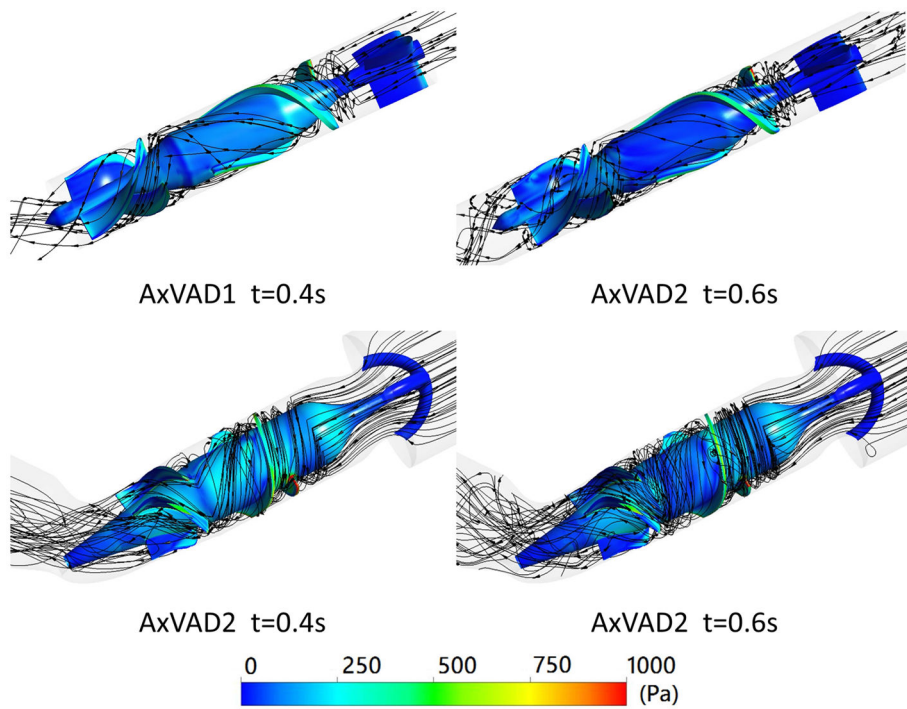 AxVAD1 t=0.4s
AxVAD2 t=0.6s
AxVAD2 t=0.4s
AxVAD2 t=0.6s
0 250 500 750 1000
(Pa)